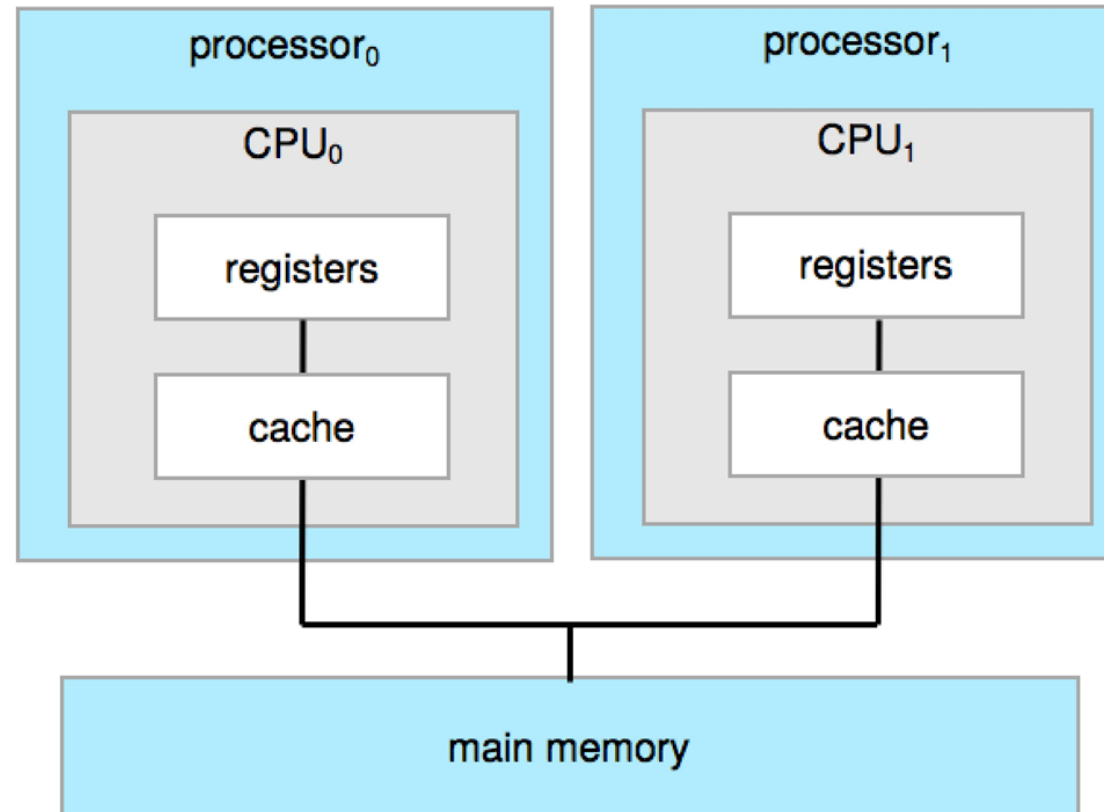 processor₀
CPU₀
registers
cache
processor₁
CPU₁
registers
cache
main memory